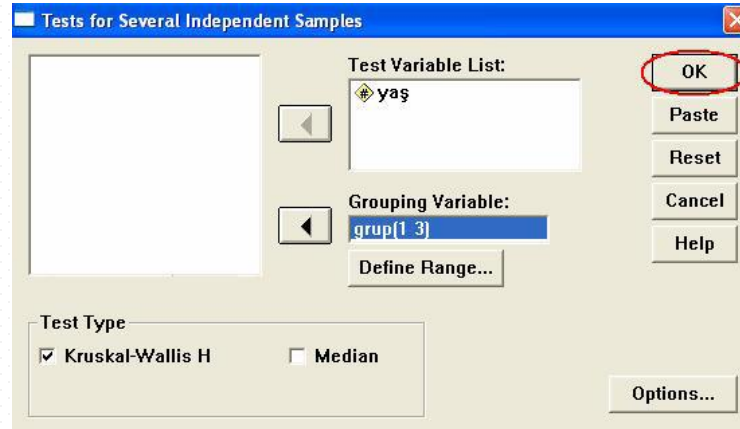 Tests for Several Independent Samples
Test Variable List:
yaş
OK
Paste
Reset
Cancel
Help
Grouping Variable:
grup(1 3)
Define Range...
Test Type
Kruskal-Wallis H
Median
Options...